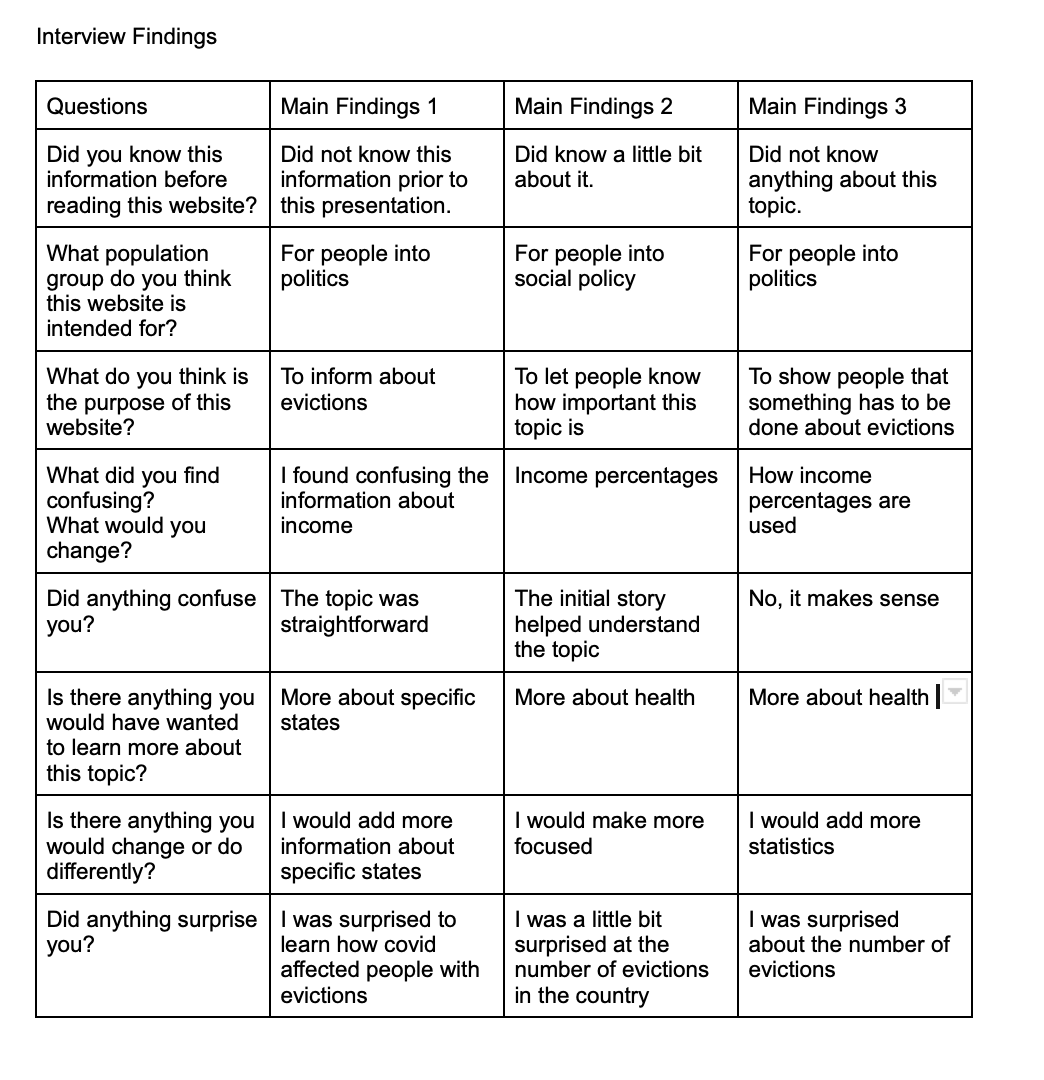 Interview Findings
Questions
Main Findings 1
Main Findings 2
Main Findings 3
Did you know this
information before
reading this website?
Did not know this
information prior to
this presentation.
Did know a little bit
about it.
Did not know
anything about this
topic.
What population
group do you think
this website is
intended for?
For people into
politics
For people into
social policy
For people into
politics
What do you think is
the purpose of this
website?
To inform about
evictions
To let people know
how important this
topic is
To show people that
something has to be
done about evictions
What did you find
confusing?
What would you
change?
I found confusing the
information about
income
Income percentages
How income
percentages are
used
Did anything confuse
you?
The topic was
straightforward
The initial story
helped understand
the topic
No, it makes sense
Is there anything you
would have wanted
to learn more about
this topic?
More about specific
states
More about health
More about health
Is there anything you
would change or do
differently?
I would add more
information about
specific states
I would make more
focused
I would add more
statistics
Did anything surprise
you?
I was surprised to
learn how covid
affected people with
evictions
I was a little bit
surprised at the
number of evictions
in the country
I was surprised
about the number of
evictions